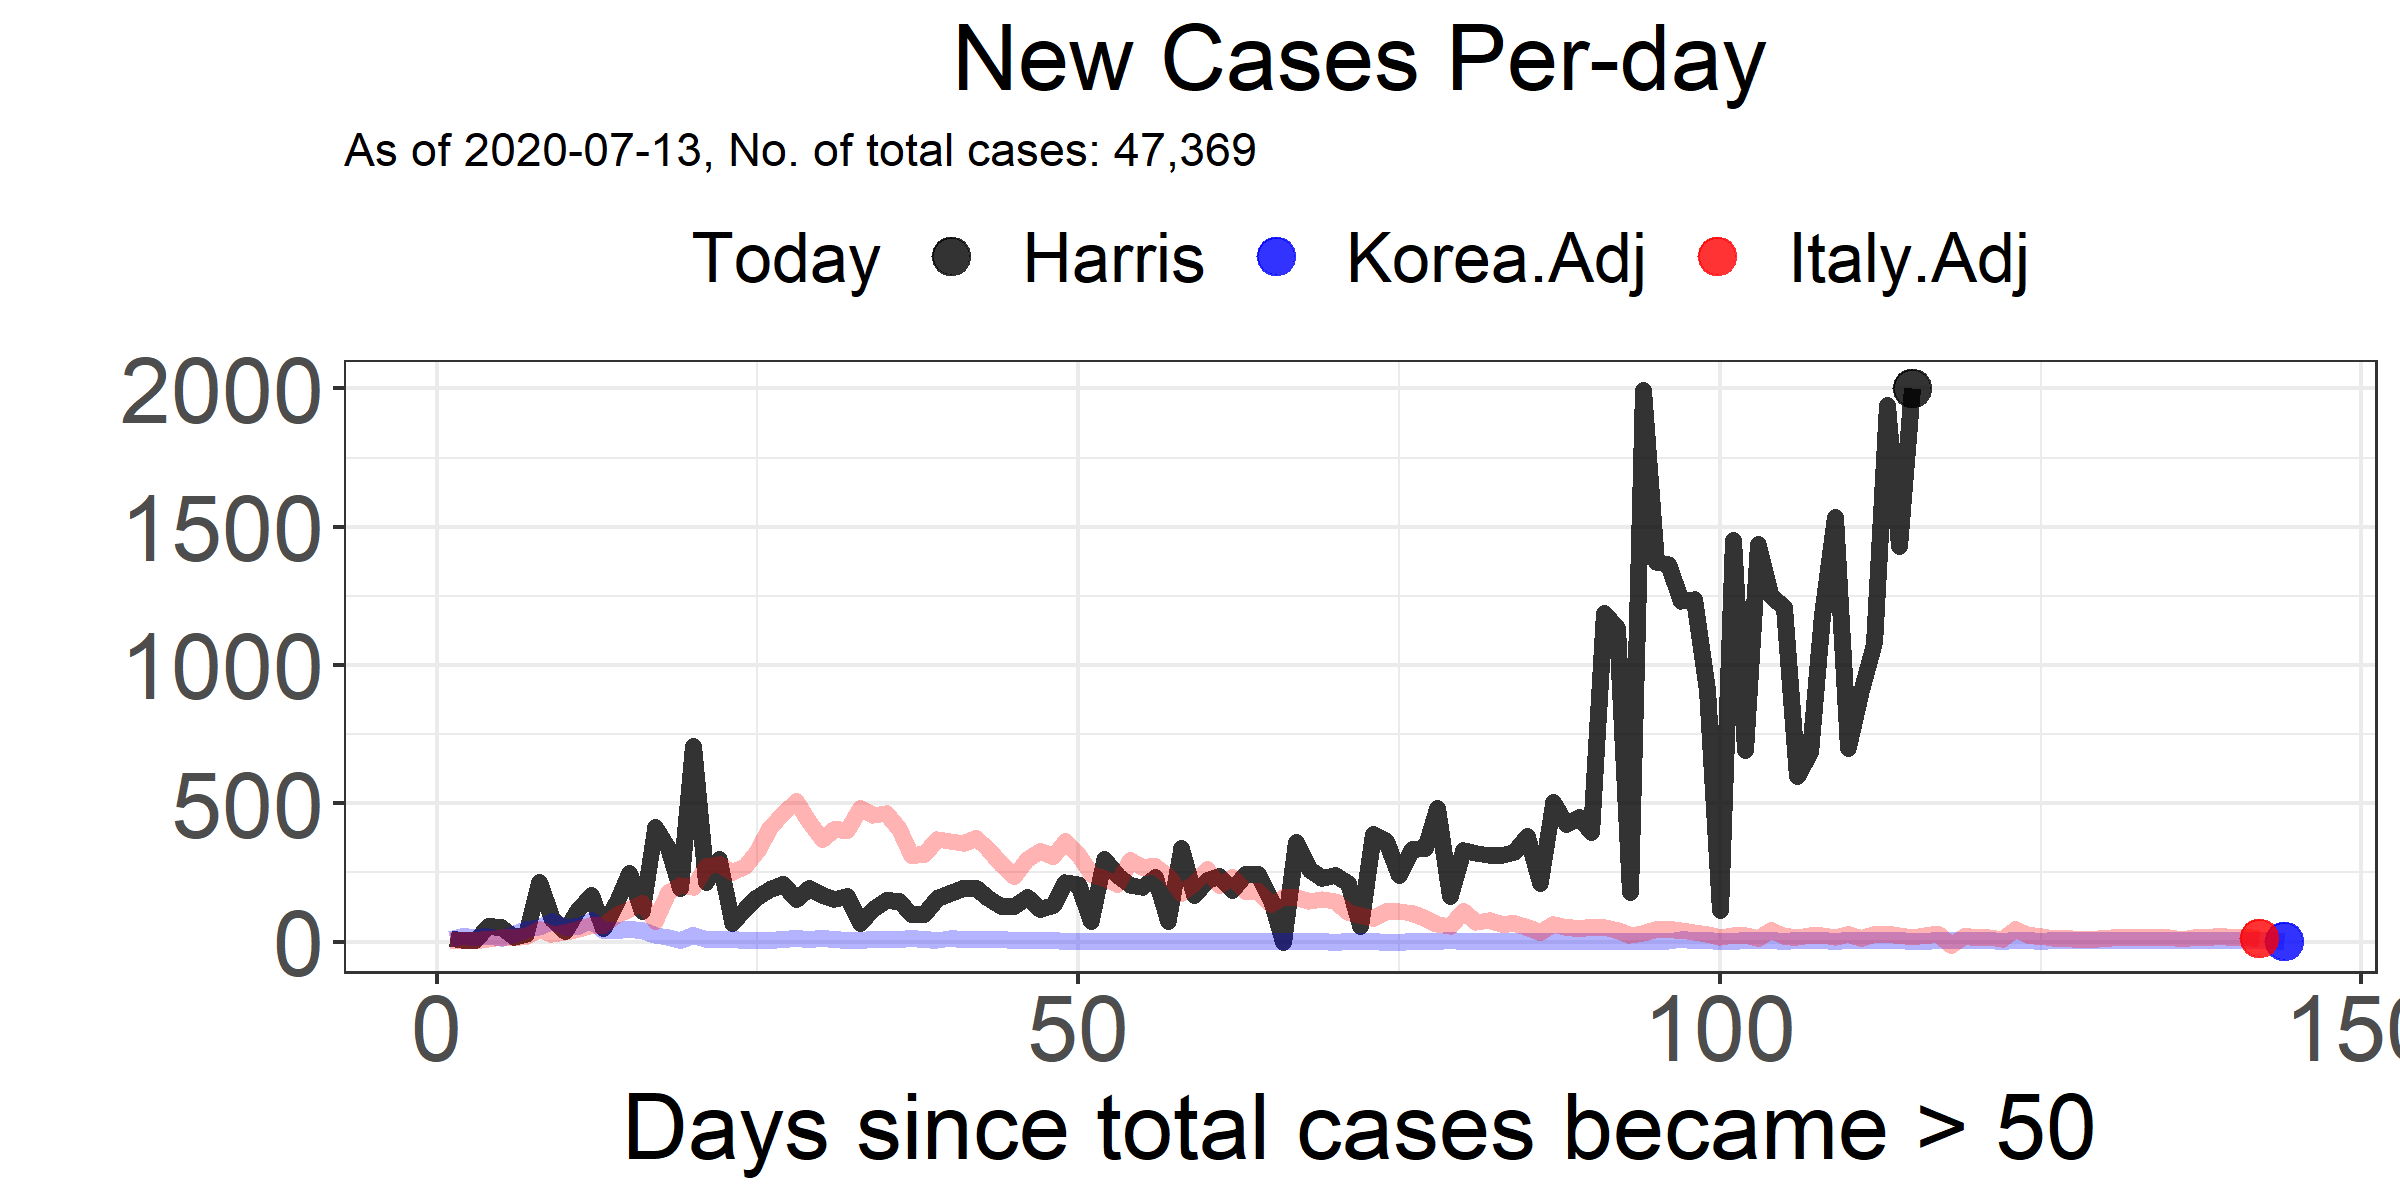 New Cases Per-day
As of 2020-07-13, No. of total cases: 47,369
Today Harris Korea.Adj Italy.Adj
2000
1500
1000
500
0
0 50 100 150
Days since total cases became > 50